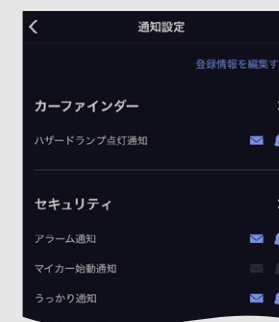 通知設定
登録情報を編集す
カーファインダー
ハザードランプ点灯通知
セキュリティ
アラーム通知
マイカー始動通知
うっかり通知